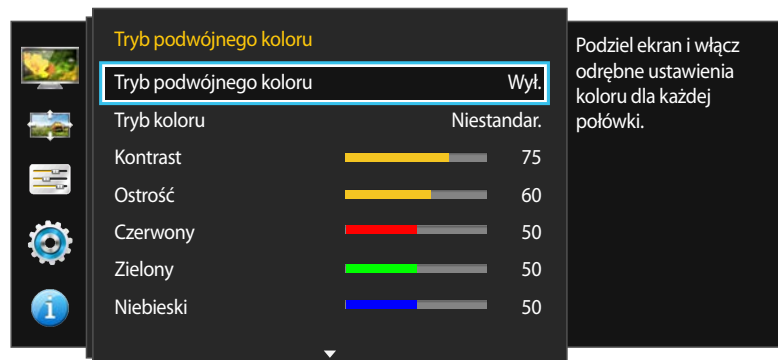 Tryb podwójnego koloru
Tryb podwójnego koloru Wył.
Tryb koloru Niestandar.
Kontrast 75
Ostrość 60
Czerwony 50
Zielony 50
Niebieski 50
Podziel ekran i włącz
odrębne ustawienia
koloru dla każdej
połówki.